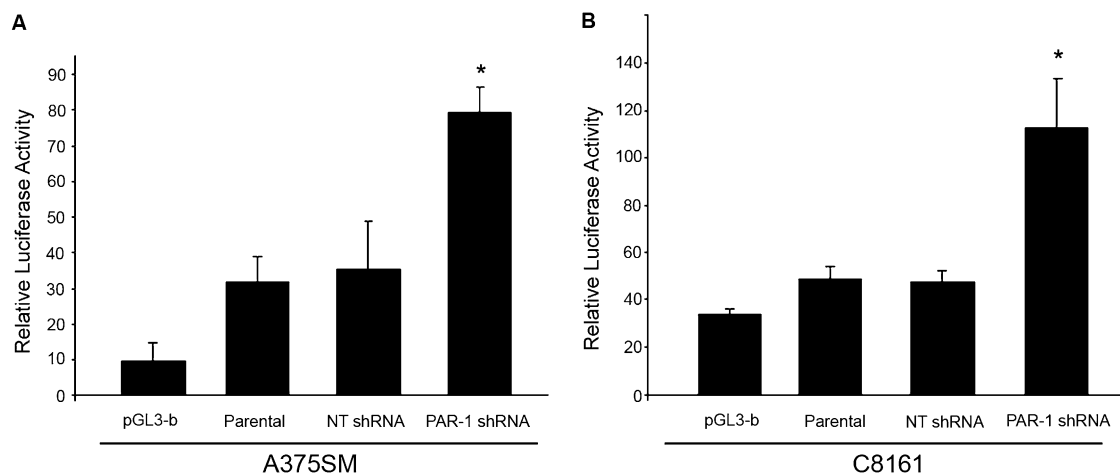 A
Relative Luciferase Activity
90
80
70
60
50
40
30
20
10
0
*
pGL3-b Parental NT shRNA PAR-1 shRNA
A375SM
B
Relative Luciferase Activity
140
120
100
80
60
40
20
0
*
pGL3-b Parental NT shRNA PAR-1 shRNA
C8161